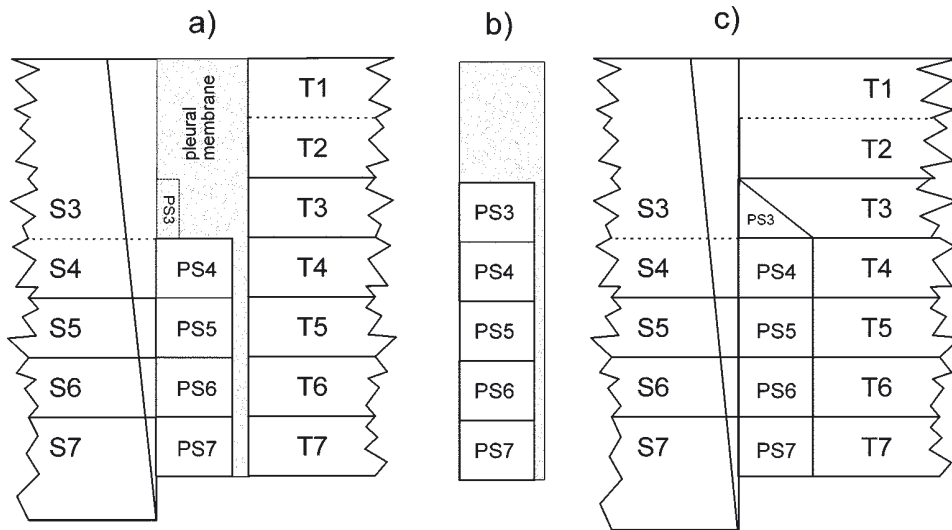 a)
b)
c)
pleural
membrane
T1
T2
S3
PS3
T3
S4
PS4
T4
S5
PS5
T5
S6
PS6
T6
S7
PS7
T7
PS3
PS4
PS5
PS6
PS7
T1
T2
S3
PS3
T3
S4
PS4
T4
S5
PS5
T5
S6
PS6
T6
S7
PS7
T7